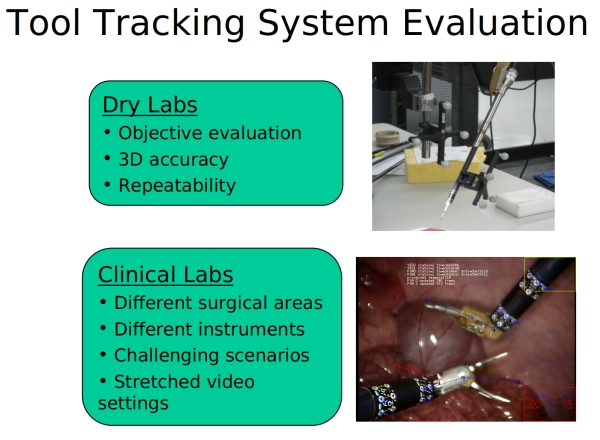 Tool Tracking System Evaluation
Dry Labs
• Objective evaluation
• 3D accuracy
• Repeatability
Clinical Labs
• Different surgical areas
• Different instruments
• Challenging scenarios
• Stretched video
settings